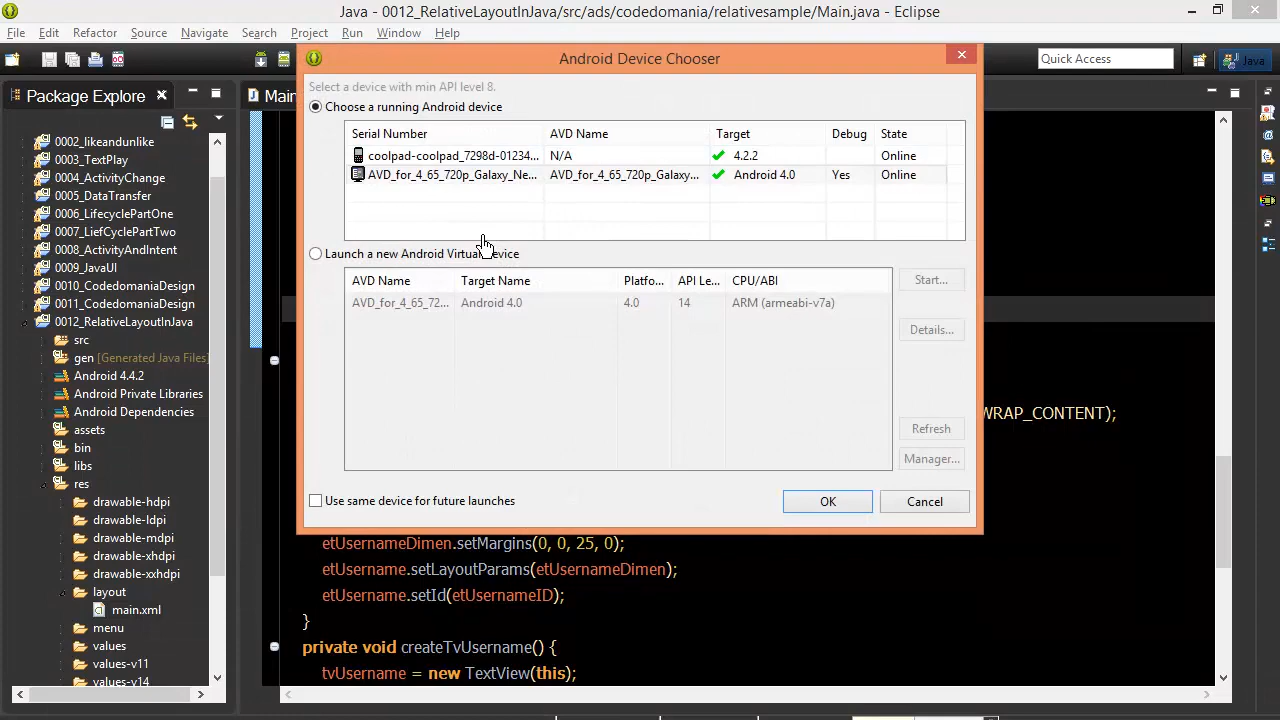 Java - 0012_RelativeLayoutInJava/src/ads/codedomania/relativesample/Main.java - Eclipse
File Edit Refactor Source Navigate Search Project Run Window Help
Quick Access
Java
Package Explorer
Main
0002_likeandunlike
0003_TextPlay
0004_ActivityChange
0005_DataTransfer
0006_LifecyclePartOne
0007_LiefCyclePartTwo
0008_ActivityAndIntent
0009_JavaUI
0010_CodedomaniaDesign
0011_CodedomaniaDesign
0012_RelativeLayoutInJava
src
gen [Generated Java Files]
Android 4.4.2
Android Private Libraries
Android Dependencies
assets
bin
libs
res
drawable-hdpi
drawable-ldpi
drawable-mdpi
drawable-xhdpi
drawable-xxhdpi
layout
main.xml
menu
values
values-v11
values-v14
Android Device Chooser
Select a device with min API level 8.
Choose a running Android device
Serial Number AVD Name Target Debug State
coolpad-coolpad_7298d-01234... N/A 4.2.2 Online
AVD_for_4_65_720p_Galaxy_Ne... AVD_for_4_65_720p_Galaxy... Android 4.0 Yes Online
Launch a new Android Virtual Device
AVD Name Target Name Platfo... API Le... CPU/ABI
AVD_for_4_65_72... Android 4.0 4.0 14 ARM (armeabi-v7a)
Start...
Details...
Refresh
Manager...
Use same device for future launches
OK Cancel
WRAP_CONTENT);
etUsernameDimen.setMargins(0, 0, 25, 0);
etUsername.setLayoutParams(etUsernameDimen);
etUsername.setId(etUsernameID);
}
private void createTvUsername() {
tvUsername = new TextView(this);